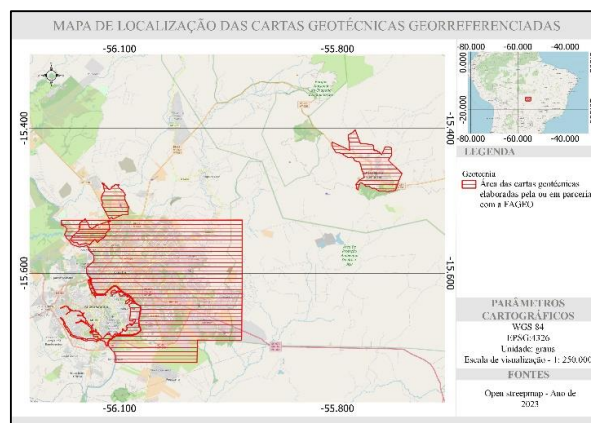 MAPA DE LOCALIZAÇÃO DAS CARTAS GEOTÉCNICAS GEORREFERENCIADAS
-56.100 -55.800
-80.000 -60.000 -40.000
0.000
-20.000
-80.000 -60.000 -40.000
-15.400 -15.400
-15.600 -15.600
-56.100 -55.800
LEGENDA
Geotecnia
Área das cartas geotécnicas
elaboradas pela ou em parceria
com a FAGEO
PARÂMETROS
CARTOGRÁFICOS
WGS 84
EPSG:4326
Unidade: graus
Escala de visualização - 1: 250.000
FONTES
Open streepmap - Ano de
2023